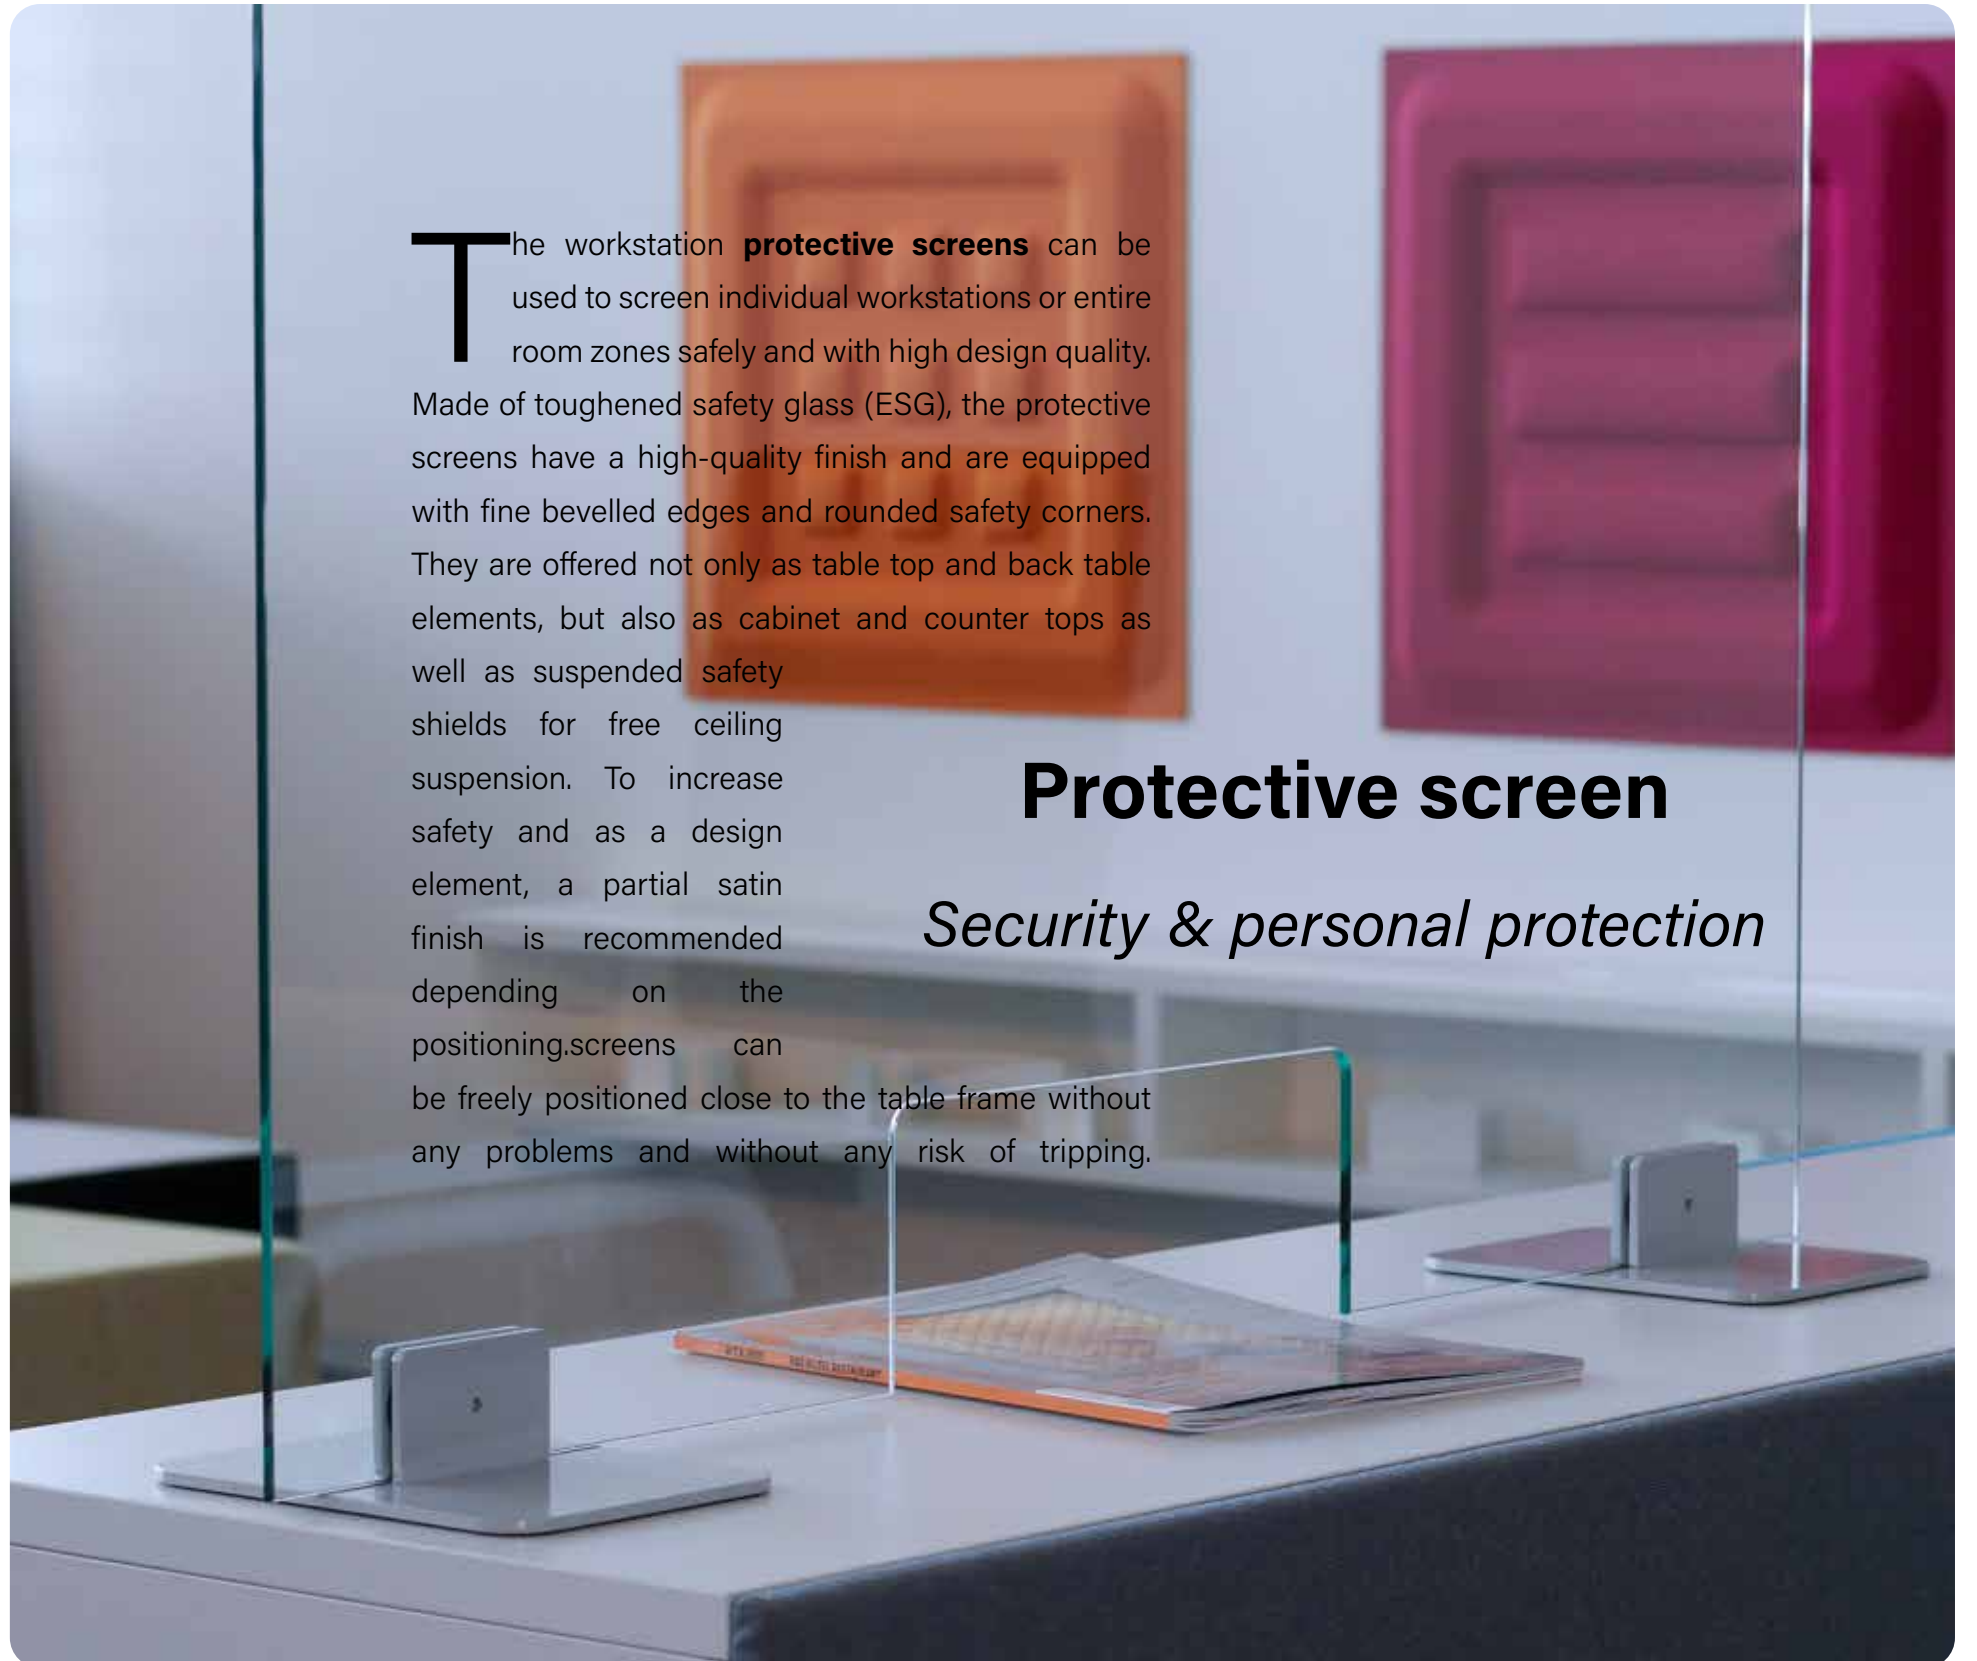 The workstation protective screens can be
used to screen individual workstations or entire
room zones safely and with high design quality.
Made of toughened safety glass (ESG), the protective
screens have a high-quality finish and are equipped
with fine bevelled edges and rounded safety corners.
They are offered not only as table top and back table
elements, but also as cabinet and counter tops as
well as suspended safety
shields for free ceiling
suspension. To increase
safety and as a design
element, a partial satin
finish is recommended
depending on the
positioning.screens can
be freely positioned close to the table frame without
any problems and without any risk of tripping.
Protective screen
Security & personal protection